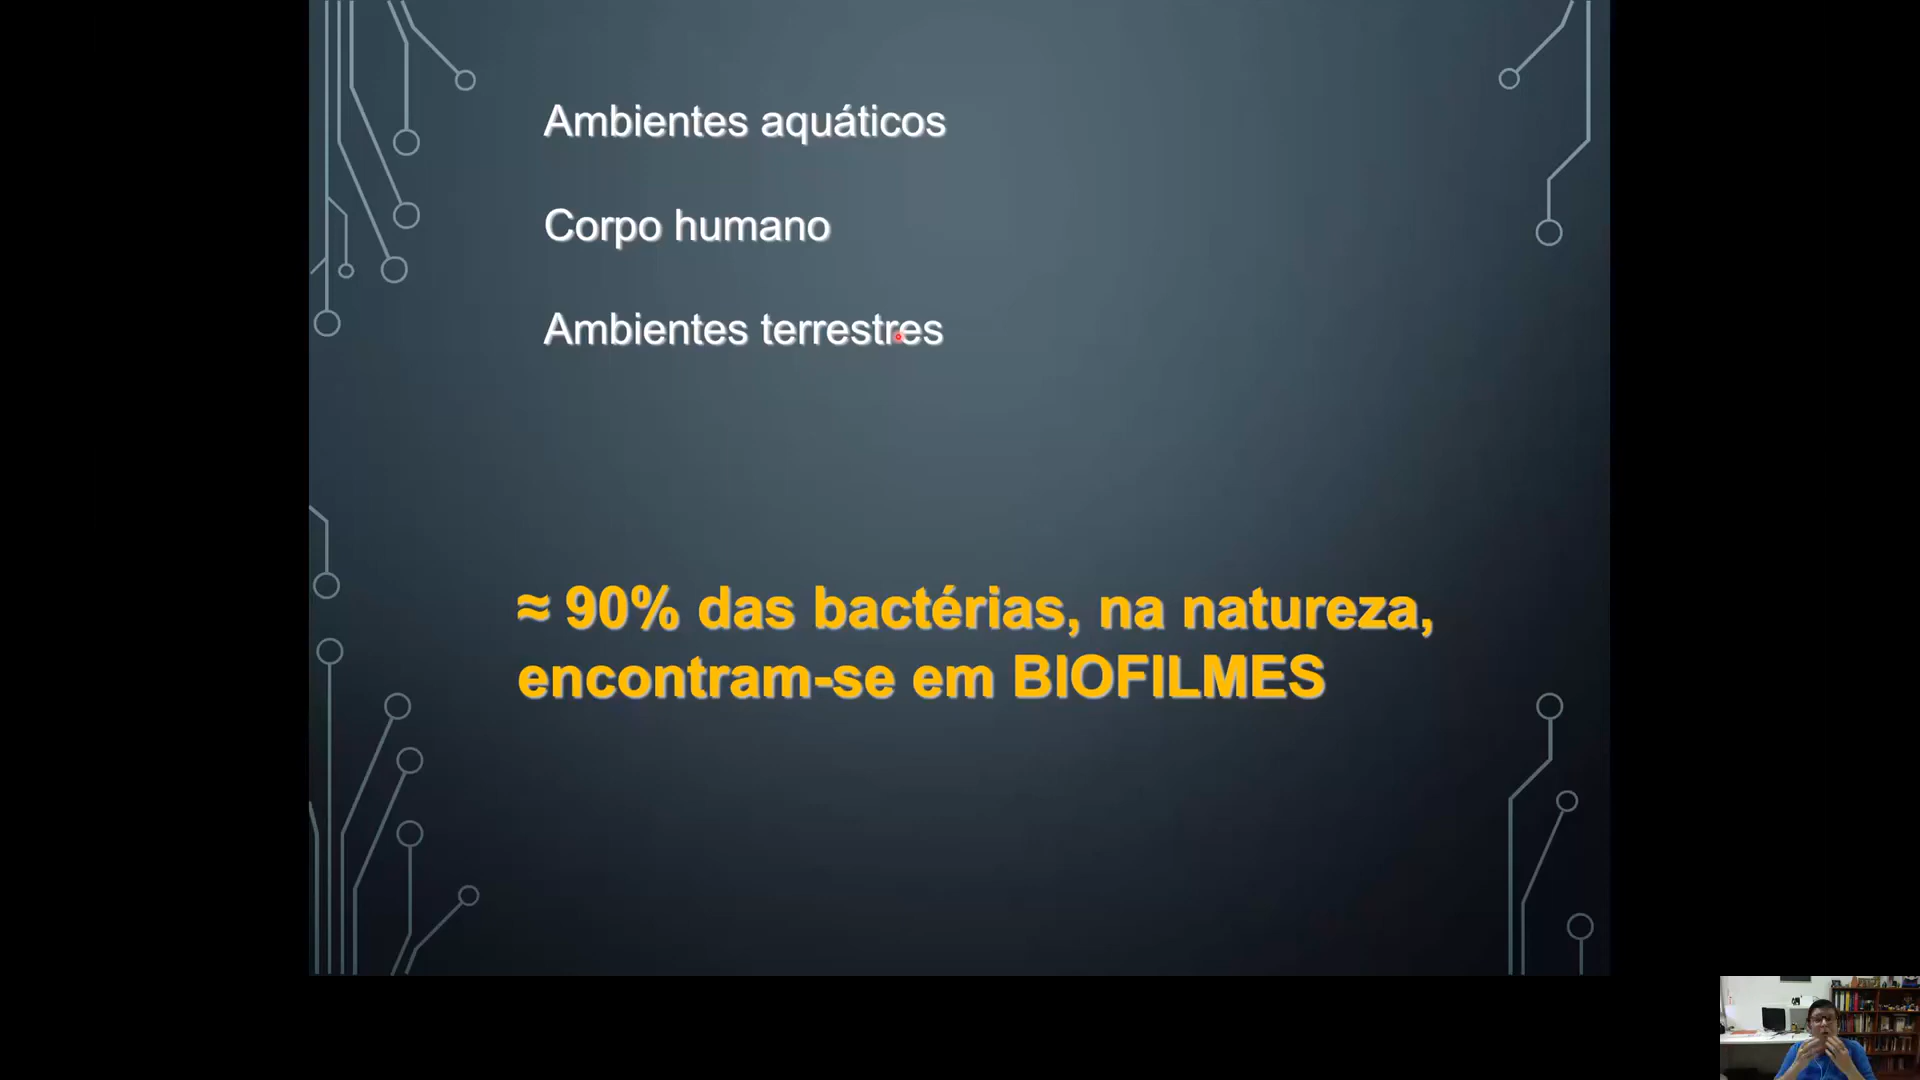 Ambientes aquáticos
Corpo humano
Ambientes terrestres
≈ 90% das bactérias, na natureza,
encontram-se em BIOFILMES